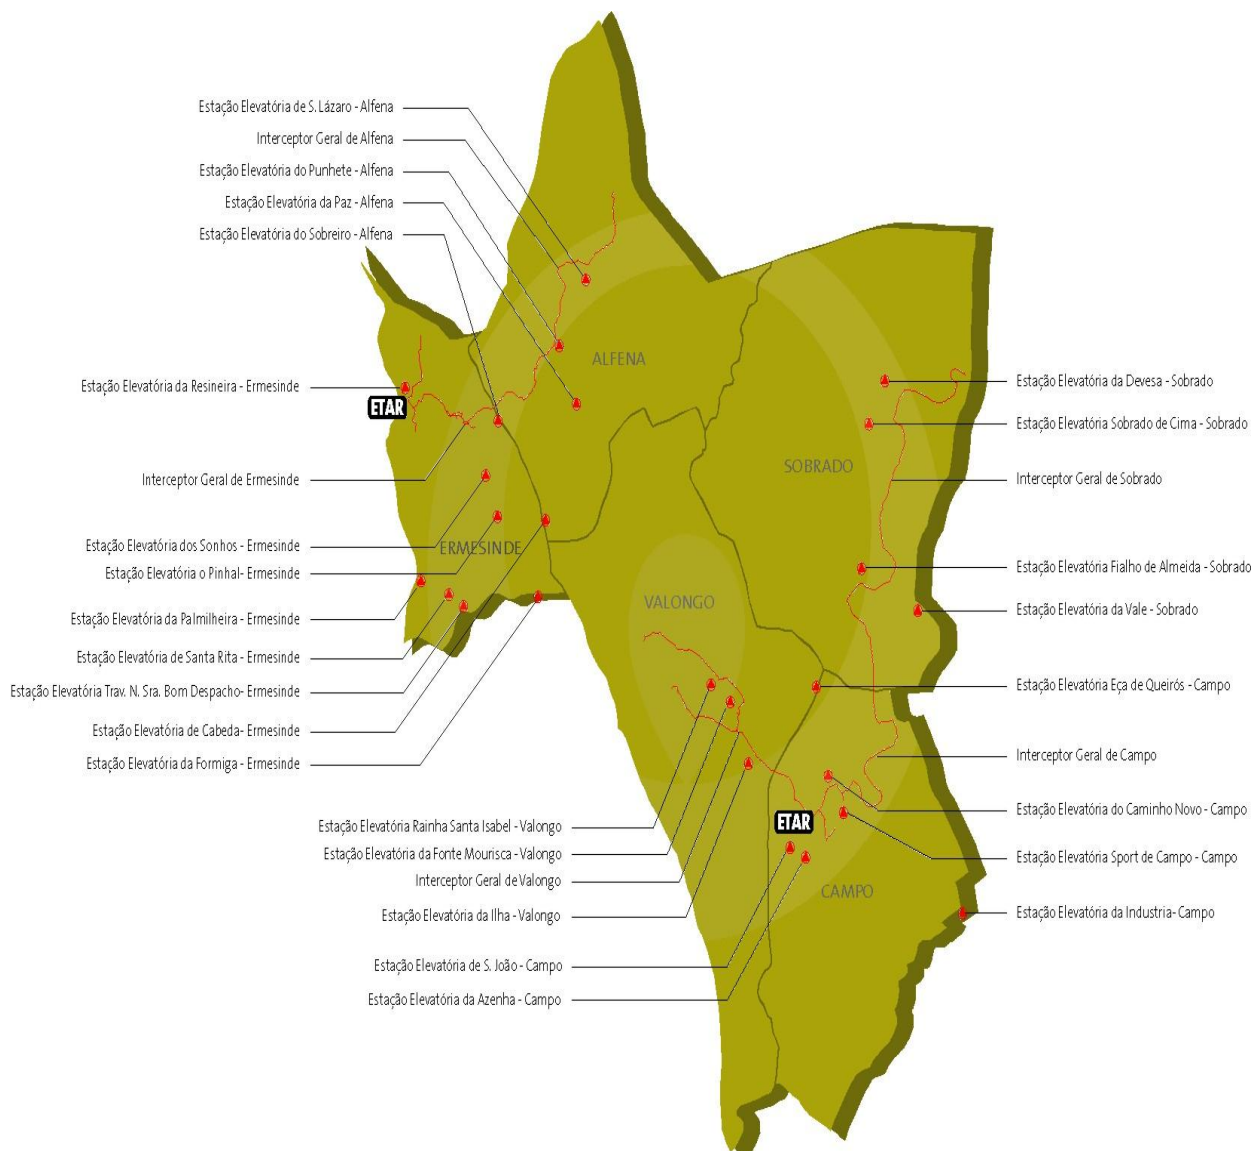 Estação Elevatória de S. Lázaro - Alfena
Interceptor Geral de Alfena
Estação Elevatória do Punhete - Alfena
Estação Elevatória da Paz - Alfena
Estação Elevatória do Sobreiro - Alfena
ALFENA
Estação Elevatória da Resineira - Ermesinde
ETAR
Interceptor Geral de Ermesinde
Estação Elevatória dos Sonhos - Ermesinde
Estação Elevatória o Pinhal- Ermesinde
ERMESINDE
Estação Elevatória da Palmilheira - Ermesinde
Estação Elevatória de Santa Rita - Ermesinde
Estação Elevatória Trav. N. Sra. Bom Despacho- Ermesinde
Estação Elevatória de Cabeda- Ermesinde
Estação Elevatória da Formiga - Ermesinde
VALONGO
Estação Elevatória Rainha Santa Isabel - Valongo
Estação Elevatória da Fonte Mourisca - Valongo
Interceptor Geral de Valongo
Estação Elevatória da Ilha - Valongo
Estação Elevatória de S. João - Campo
Estação Elevatória da Azenha - Campo
SOBRADO
Estação Elevatória da Devesa - Sobrado
Estação Elevatória Sobrado de Cima - Sobrado
Interceptor Geral de Sobrado
Estação Elevatória Fialho de Almeida - Sobrado
Estação Elevatória da Vale - Sobrado
Estação Elevatória Eça de Queirós - Campo
Interceptor Geral de Campo
Estação Elevatória do Caminho Novo - Campo
ETAR
Estação Elevatória Sport de Campo - Campo
CAMPO
Estação Elevatória da Industria- Campo